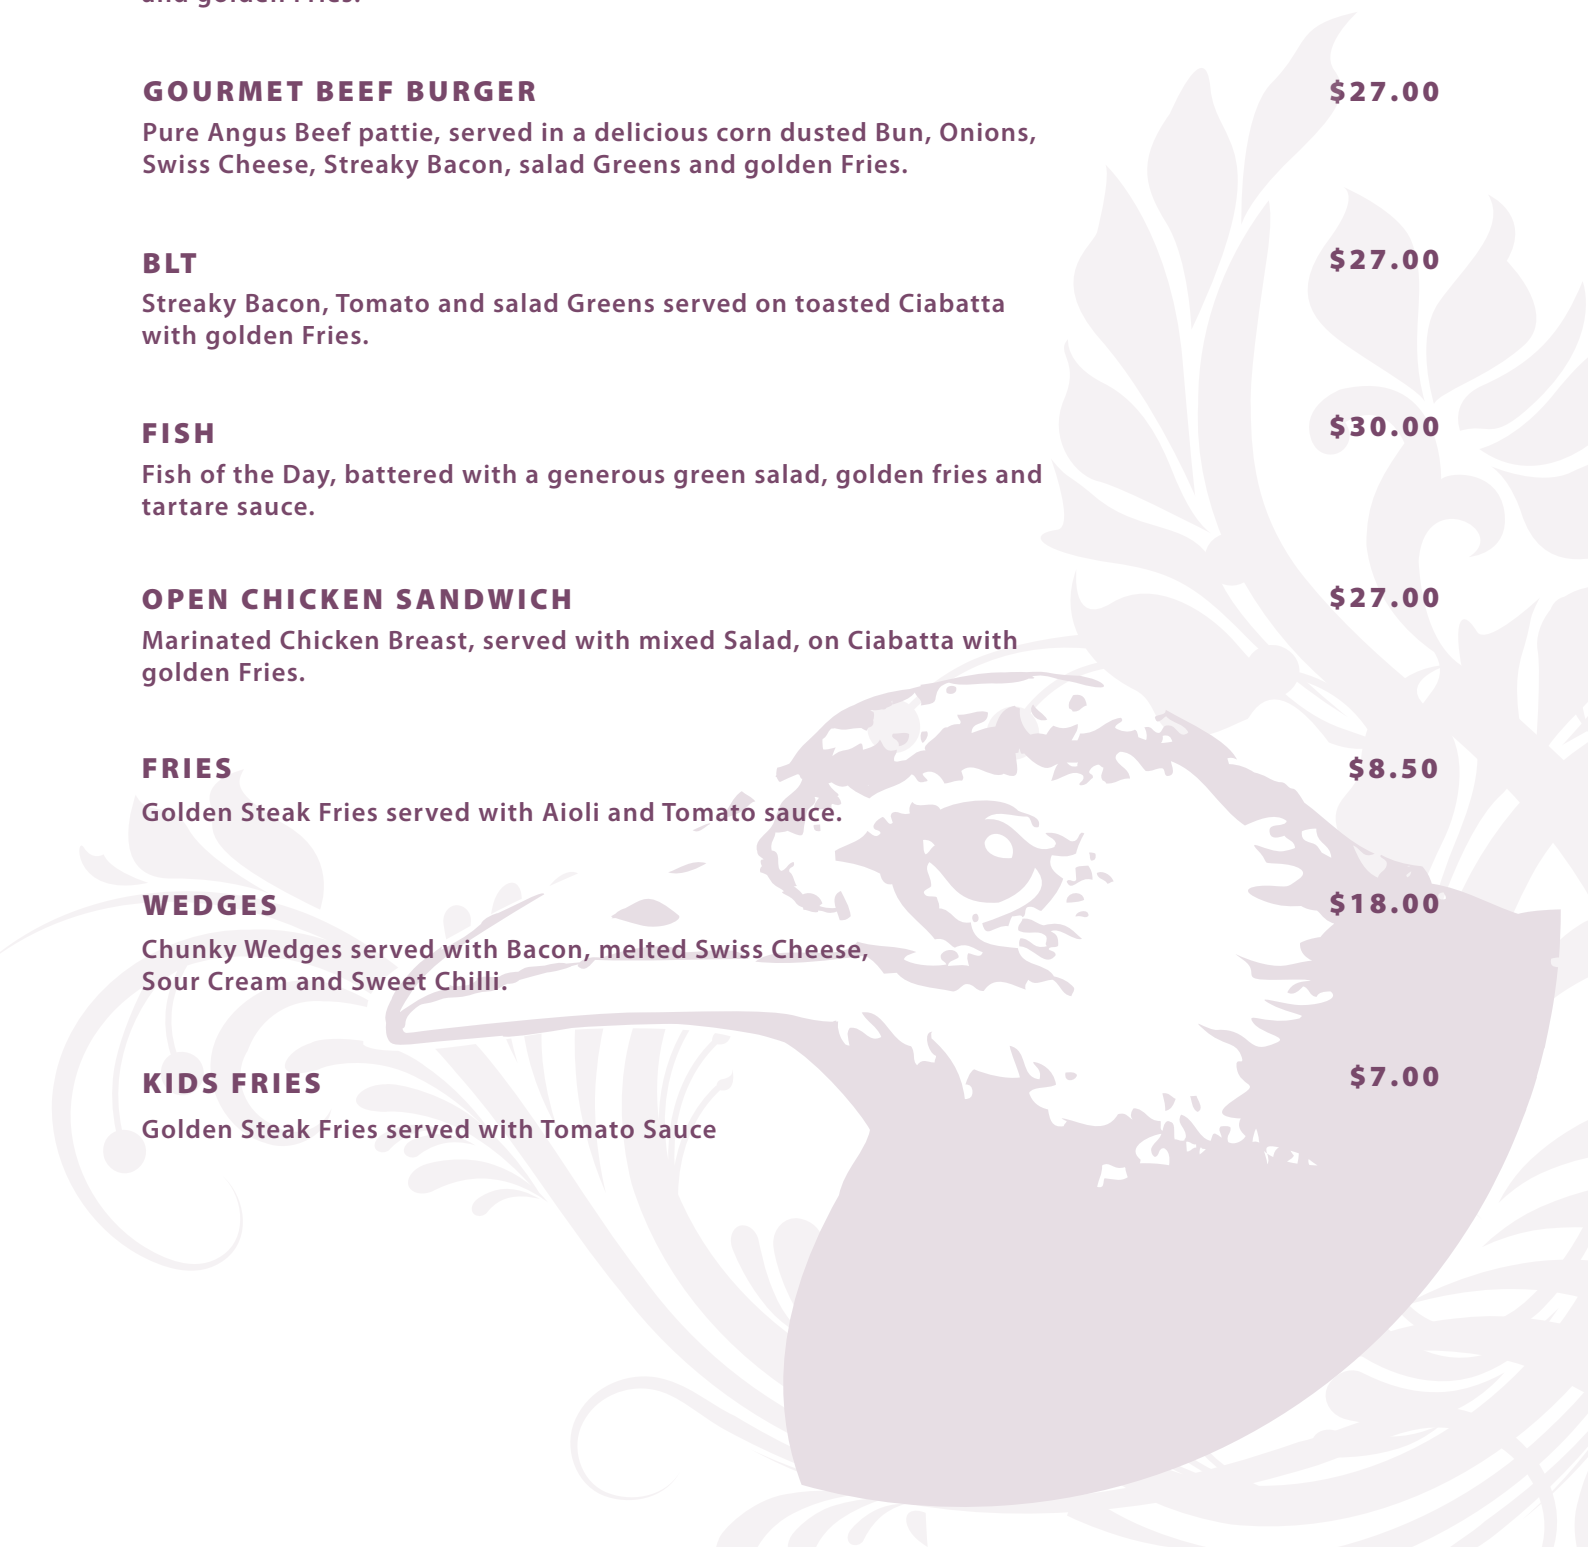 and golden Fries.
GOURMET BEEF BURGER $27.00
Pure Angus Beef pattie, served in a delicious corn dusted Bun, Onions,
Swiss Cheese, Streaky Bacon, salad Greens and golden Fries.
BLT $27.00
Streaky Bacon, Tomato and salad Greens served on toasted Ciabatta
with golden Fries.
FISH $30.00
Fish of the Day, battered with a generous green salad, golden fries and
tartare sauce.
OPEN CHICKEN SANDWICH $27.00
Marinated Chicken Breast, served with mixed Salad, on Ciabatta with
golden Fries.
FRIES $8.50
Golden Steak Fries served with Aioli and Tomato sauce.
WEDGES $18.00
Chunky Wedges served with Bacon, melted Swiss Cheese,
Sour Cream and Sweet Chilli.
KIDS FRIES $7.00
Golden Steak Fries served with Tomato Sauce